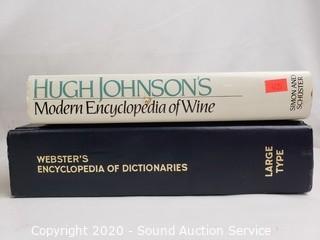 HUGH JOHNSON'S
Modern Encyclopedia of Wine
SIMON AND
SCHUSTER
WEBSTER'S
ENCYCLOPEDIA OF DICTIONARIES
LARGE
TYPE
Copyright 2020 - Sound Auction Service